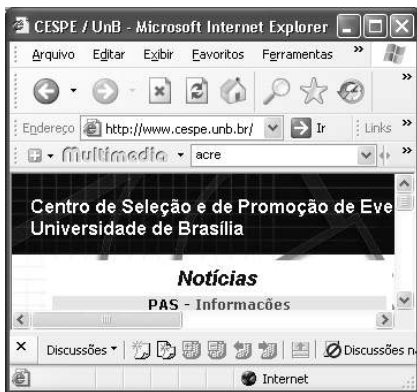 CESPE / UnB - Microsoft Internet Explorer
Arquivo Editar Exibir Favoritos Ferramentas »
»
Endereço http://www.cespe.unb.br/ Ir Links »
Multimedia acre »
Centro de Seleção e de Promoção de Eve
Universidade de Brasília
Notícias
PAS - Informações
× Discussões Discussões n
Internet